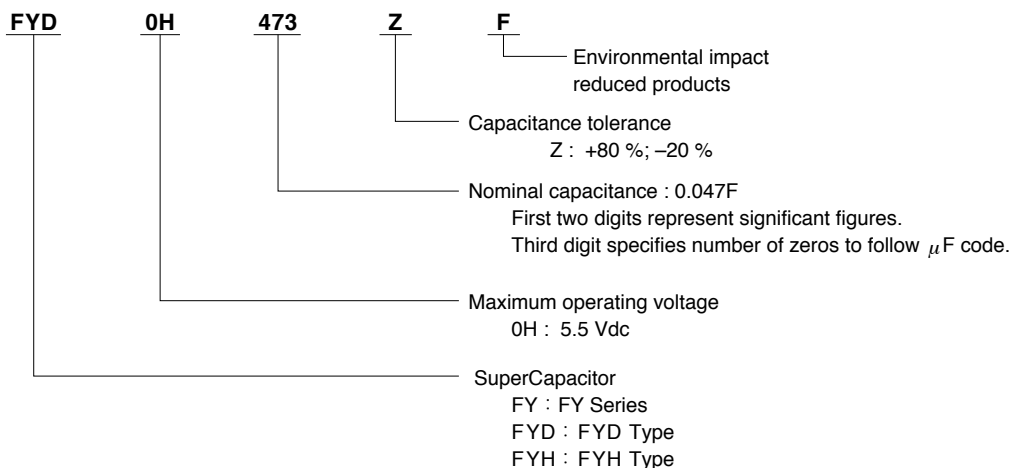 FYD 0H 473 Z F
Environmental impact
reduced products
Capacitance tolerance
Z : +80 %; –20 %
Nominal capacitance : 0.047F
First two digits represent significant figures.
Third digit specifies number of zeros to follow μF code.
Maximum operating voltage
0H : 5.5 Vdc
SuperCapacitor
FY : FY Series
FYD : FYD Type
FYH : FYH Type